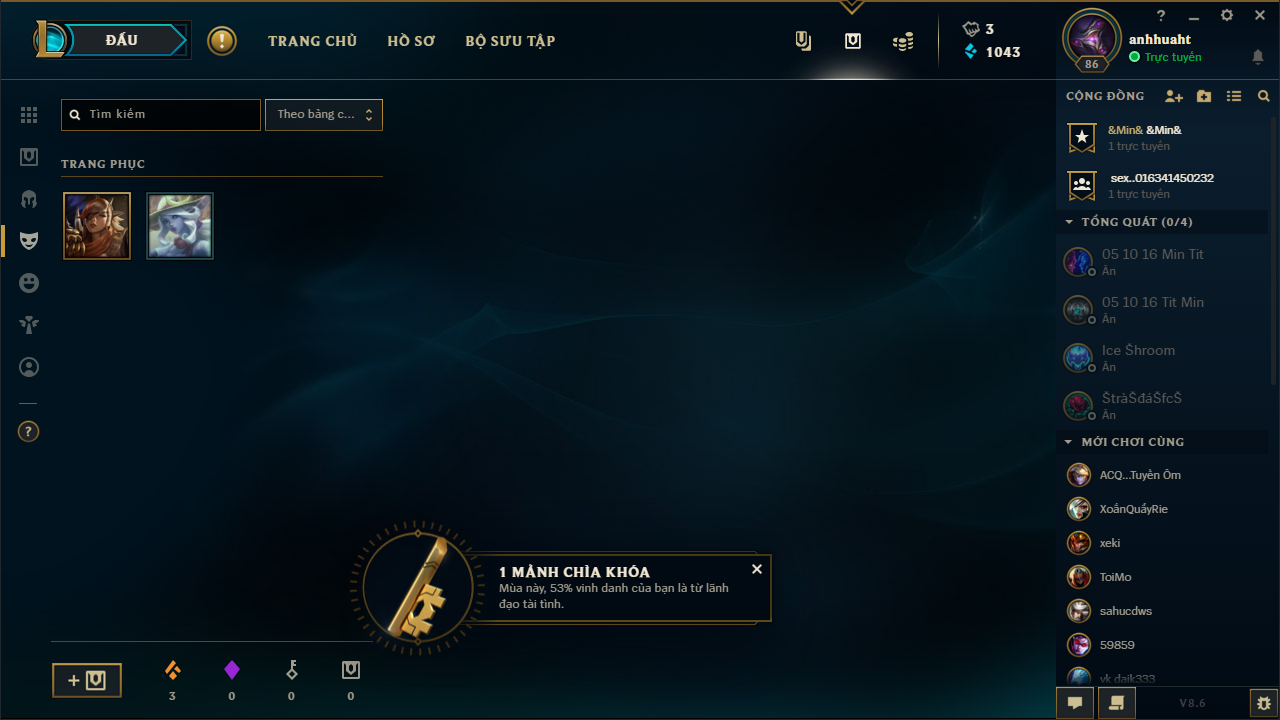 ĐẤU
TRANG CHỦ
HỒ SƠ
BỘ SƯU TẬP
3
1043
86
anhhuaht
Trực tuyến
Tìm kiếm
Theo bảng c...
TRANG PHỤC
CỘNG ĐỒNG
&Min& &Min&
1 trực tuyến
sex..016341450232
1 trực tuyến
TỔNG QUÁT (0/4)
05 10 16 Min Tit
Ẩn
05 10 16 Tit Min
Ẩn
Ice Šhroom
Ẩn
ŠtràŠđáŠfcŠ
Ẩn
MỚI CHƠI CÙNG
ACQ...Tuyền Ôm
XoắnQuẩyRie
xeki
ToiMo
sahucdws
59859
vk daik333
1 MẢNH CHÌA KHÓA
Mùa này, 53% vinh danh của bạn là từ lãnh
đạo tài tình.
3
0
0
0
V8.6